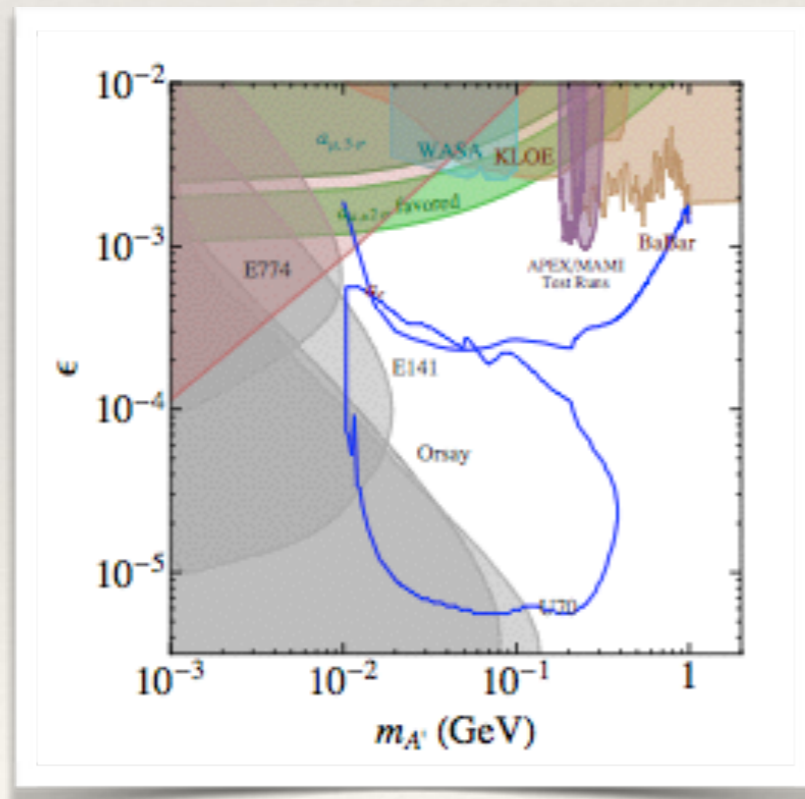 10⁻²
WASA
KLOE
favored
10⁻³
E774
BaBar
APEX/MAMI
Test Runs
ϵ
E141
10⁻⁴
Orsay
10⁻⁵
U70
10⁻³ 10⁻² 10⁻¹ 1
m_A' (GeV)